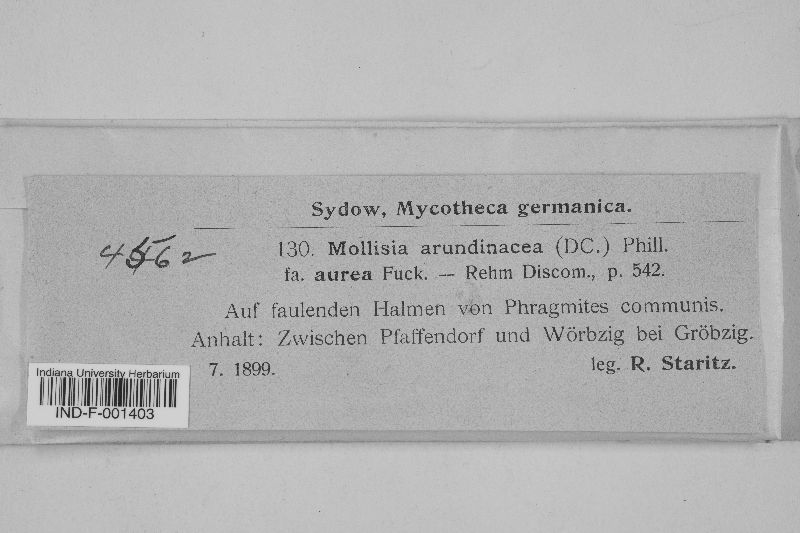 Sydow, Mycotheca germanica.
130. Mollisia arundinacea (DC.) Phill.
fa. aurea Fuck. — Rehm Discom., p. 542.
Auf faulenden Halmen von Phragmites communis.
Anhalt: Zwischen Pfaffendorf und Wörbzig bei Gröbzig.
7. 1899. leg. R. Staritz.
Indiana University Herbarium
IND-F-001403